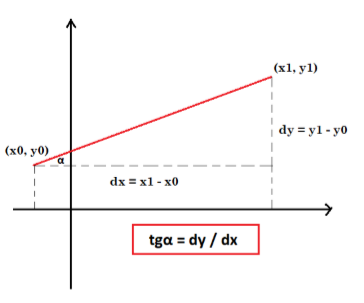 (x1, y1)
(x0, y0)
α
dy = y1 - y0
dx = x1 - x0
tgα = dy / dx